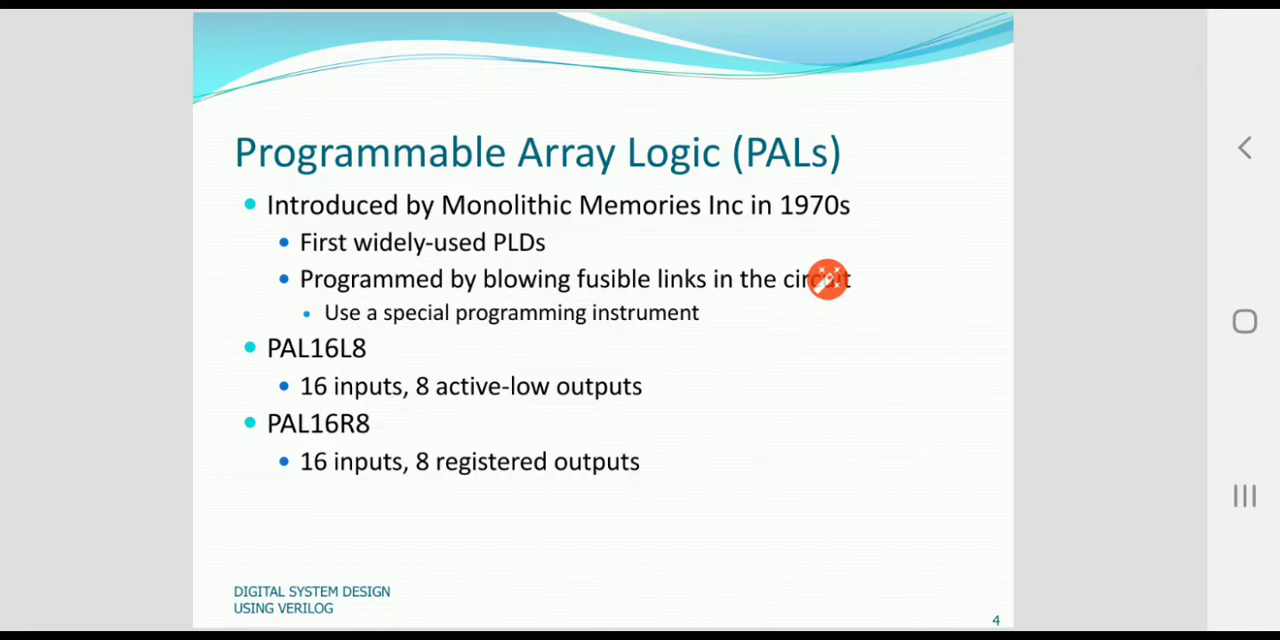 Programmable Array Logic (PALs)
Introduced by Monolithic Memories Inc in 1970s
First widely-used PLDs
Programmed by blowing fusible links in the circuit
Use a special programming instrument
PAL16L8
16 inputs, 8 active-low outputs
PAL16R8
16 inputs, 8 registered outputs
DIGITAL SYSTEM DESIGN
USING VERILOG
4